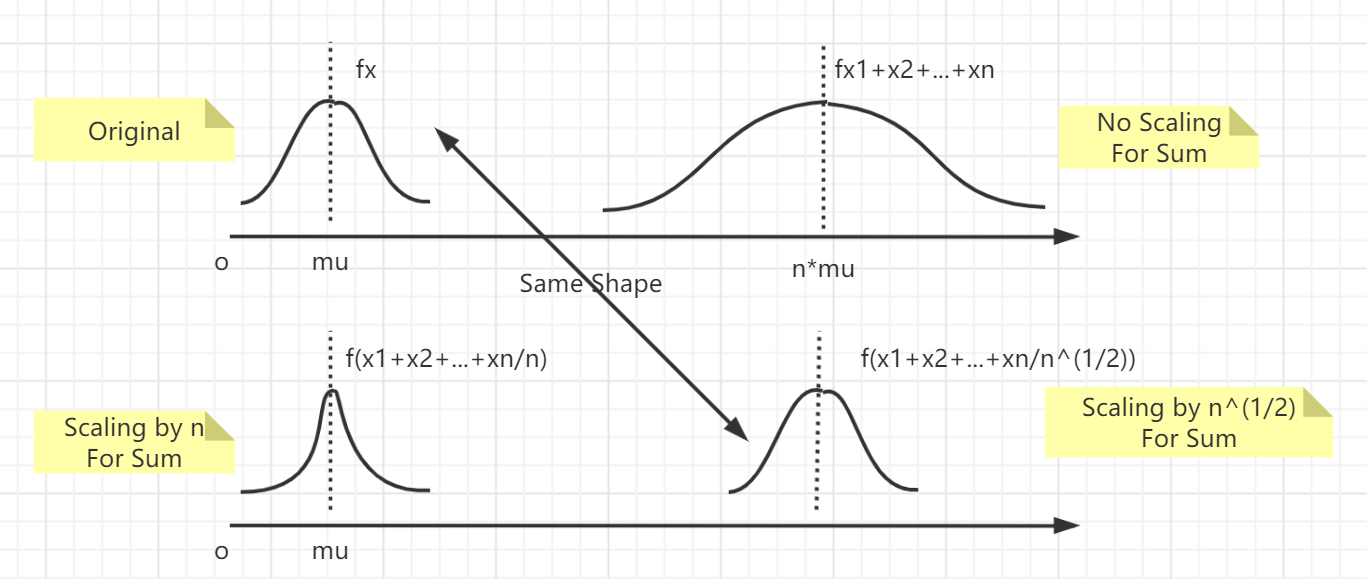 fx
fx1+x2+...+xn
Original
No Scaling
For Sum
o
mu
n*mu
Same Shape
f(x1+x2+...+xn/n)
f(x1+x2+...+xn/n^(1/2))
Scaling by n
For Sum
Scaling by n^(1/2)
For Sum
o
mu